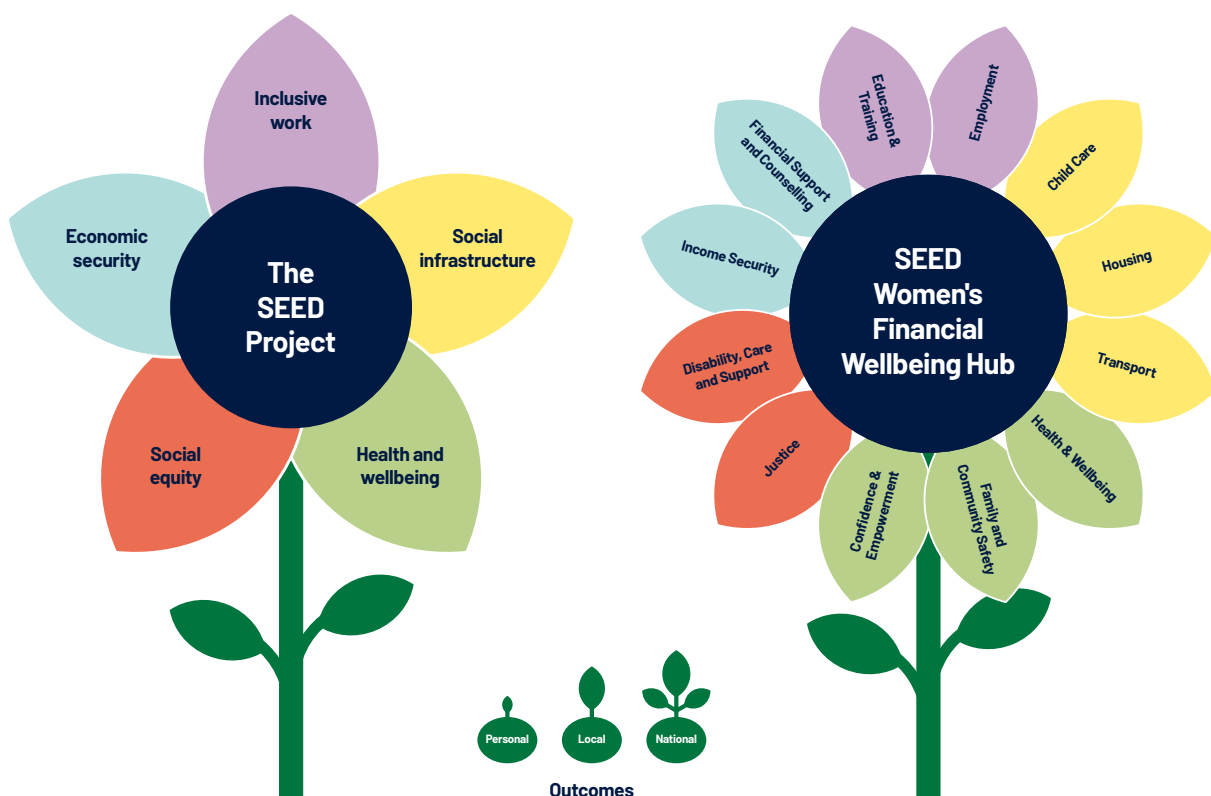 Inclusive
work
Economic
security
Social
infrastructure
The
SEED
Project
Social
equity
Health and
wellbeing
Education &
Training
Employment
Financial Support
and Counselling
Child Care
Income Security
Housing
SEED
Women's
Financial
Wellbeing Hub
Disability, Care
and Support
Transport
Justice
Health & Wellbeing
Confidence &
Empowerment
Family and
Community Safety
Personal
Local
National
Outcomes